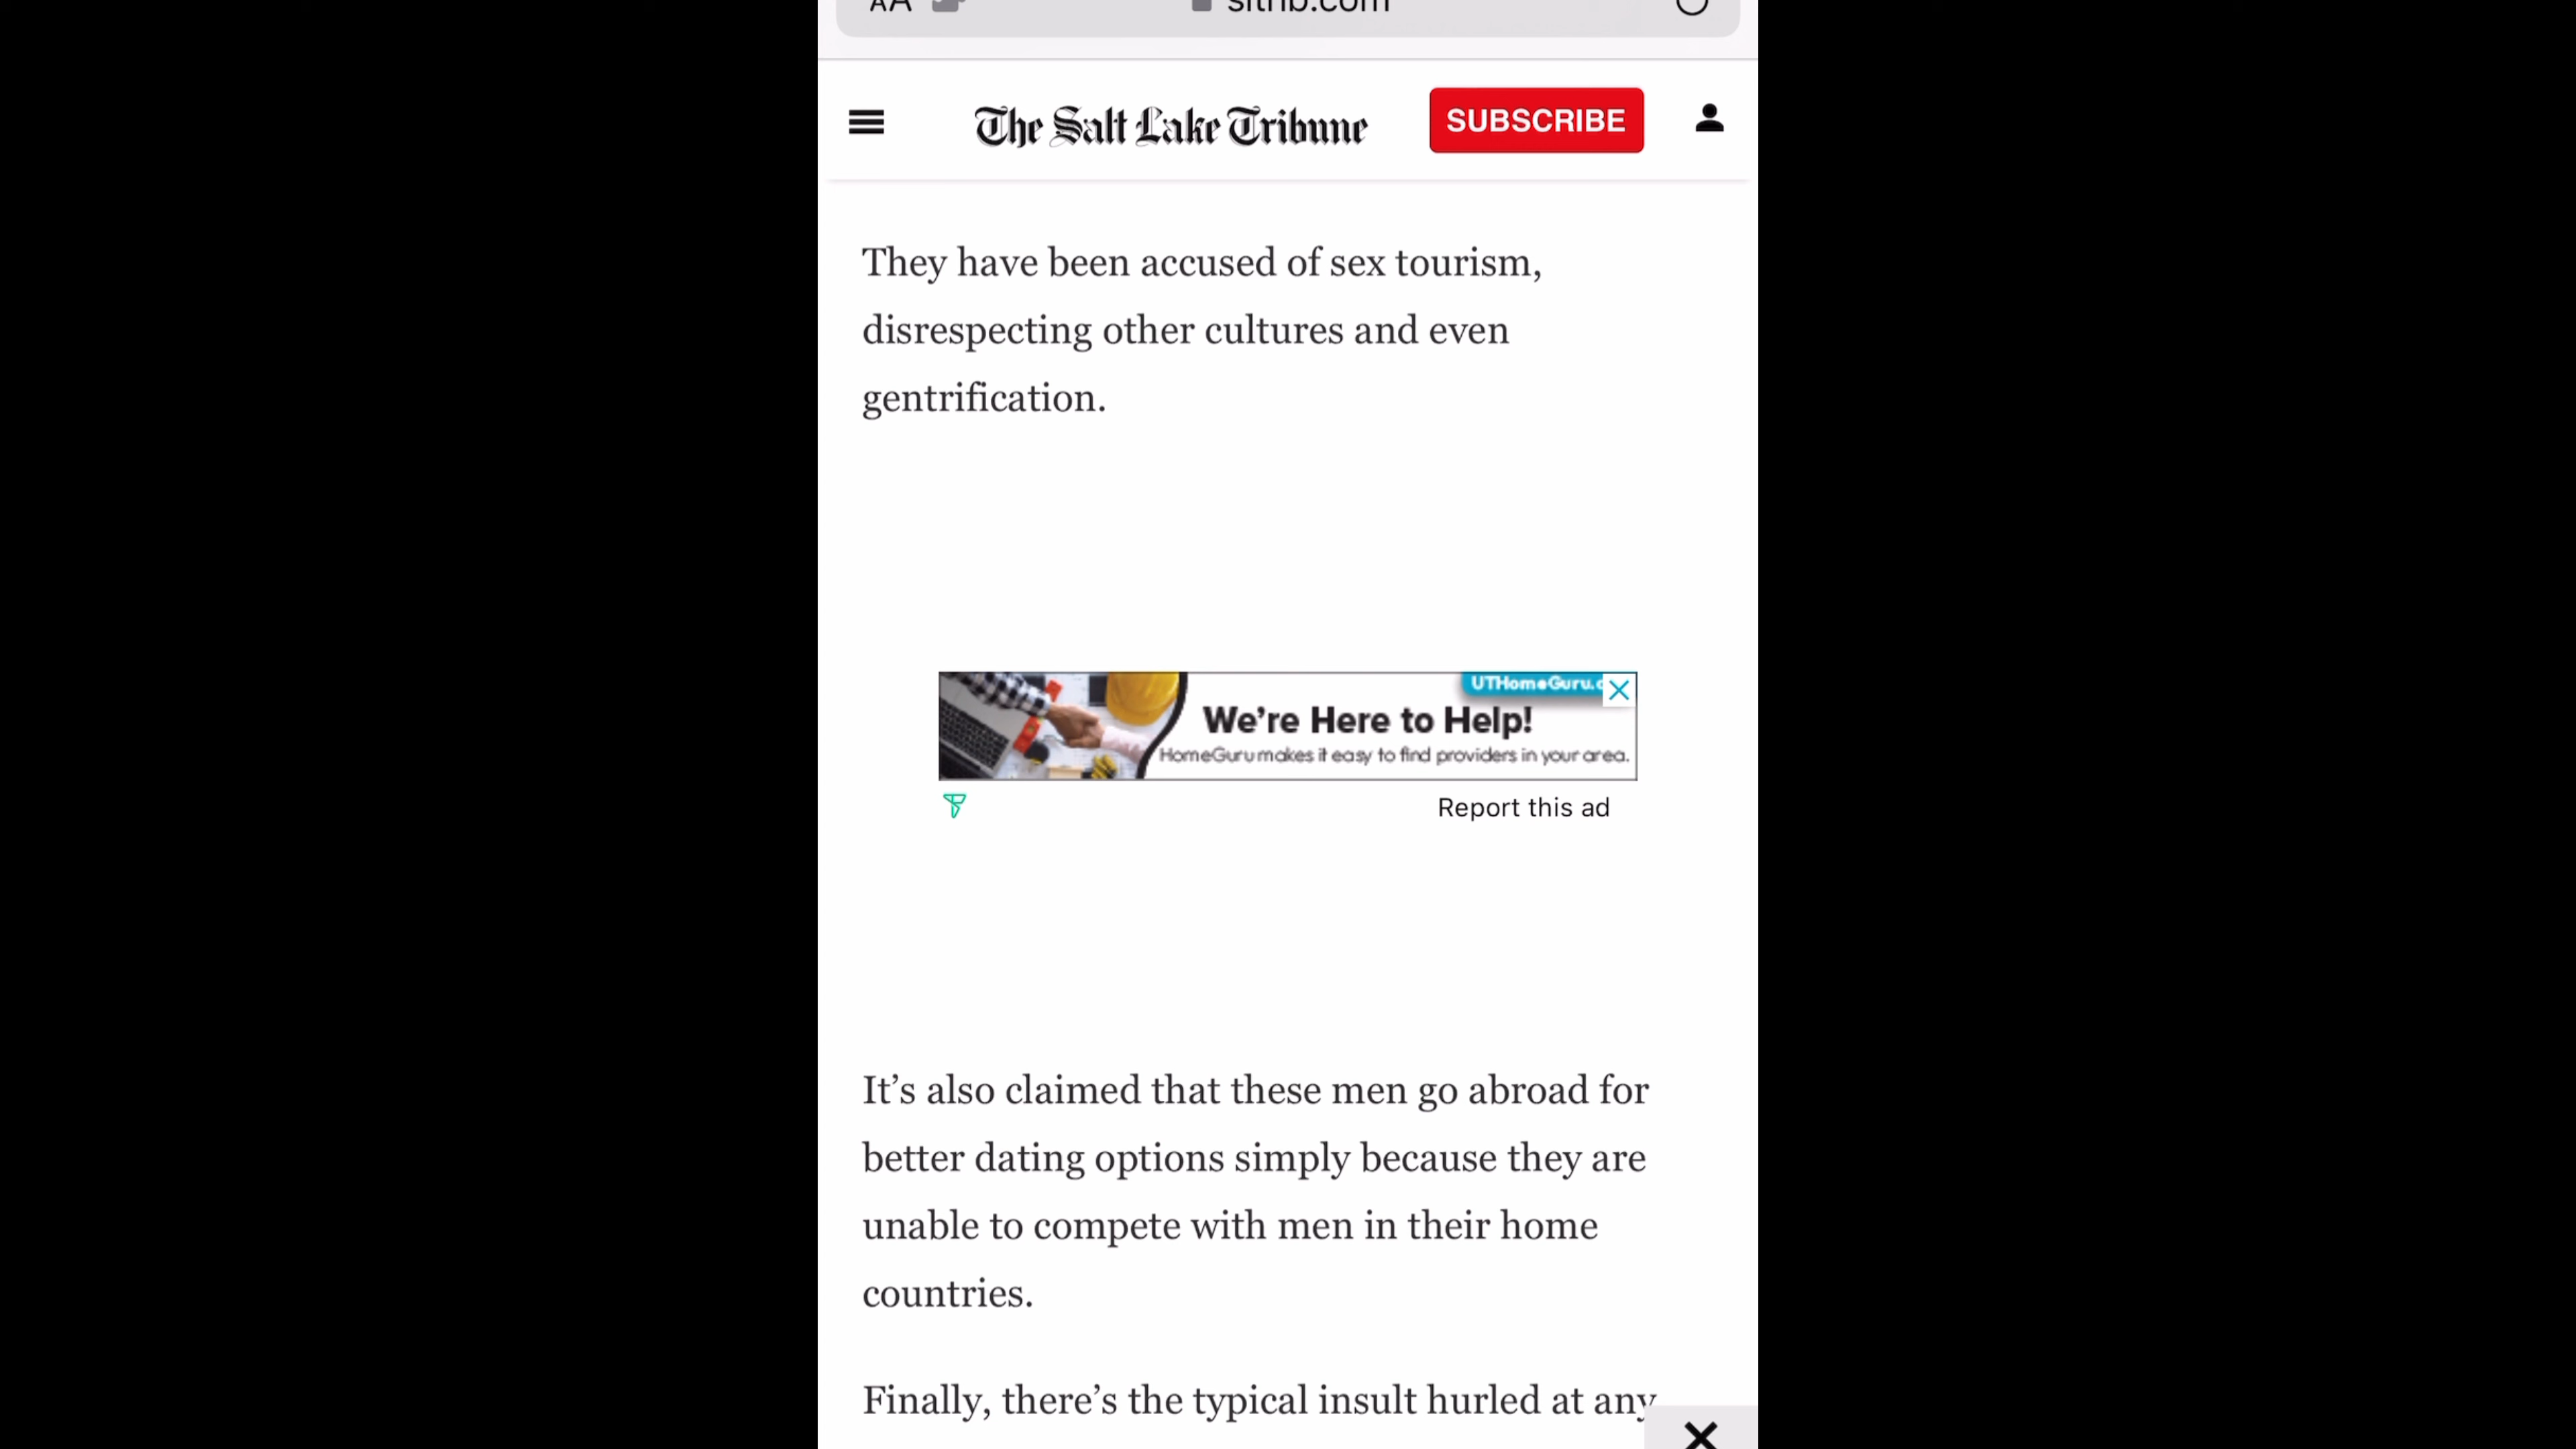 AA sltrib.com
The Salt Lake Tribune SUBSCRIBE
They have been accused of sex tourism,
disrespecting other cultures and even
gentrification.
UTHomeGuru.c
We're Here to Help!
HomeGuru makes it easy to find providers in your area.
Report this ad
It's also claimed that these men go abroad for
better dating options simply because they are
unable to compete with men in their home
countries.
Finally, there's the typical insult hurled at any